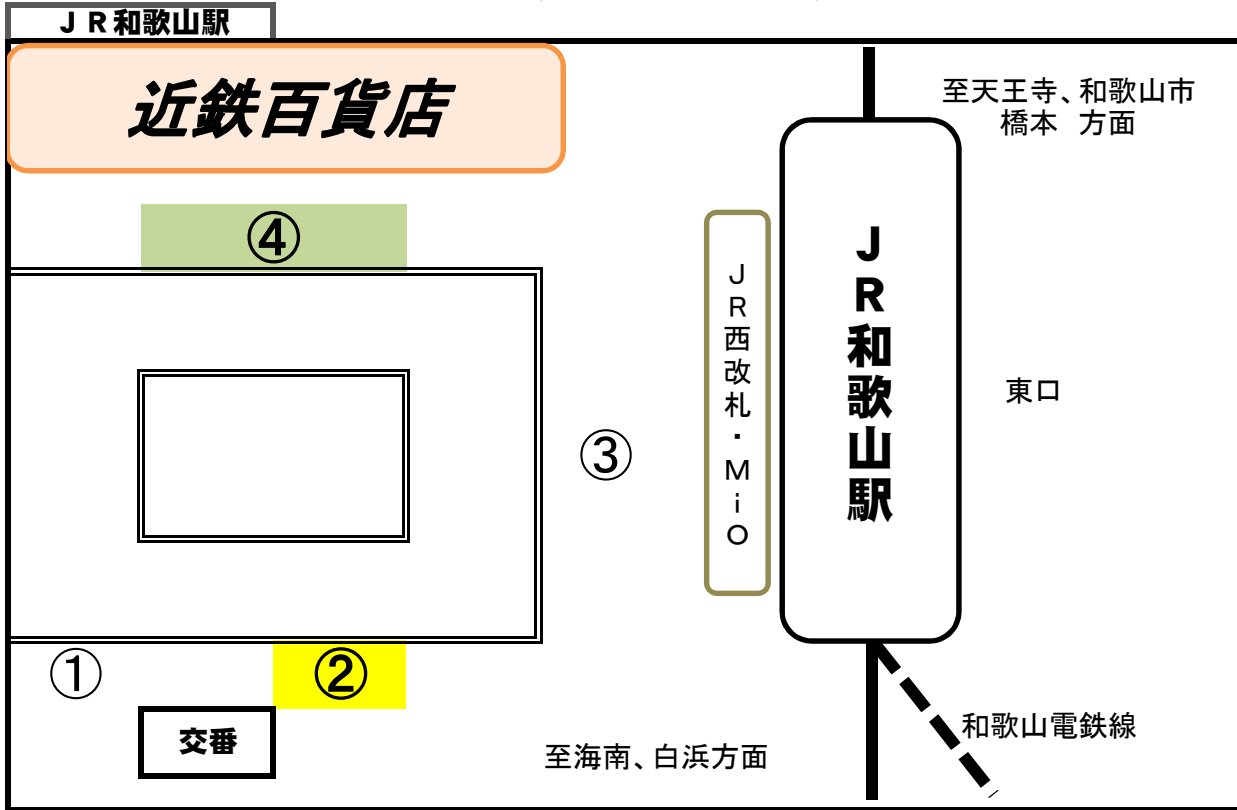 ＪＲ和歌山駅
近鉄百貨店
至天王寺、和歌山市
橋本　方面
④
ＪＲ西改札・ＭｉＯ
ＪＲ和歌山駅
東口
③
①
②
交番
和歌山電鉄線
至海南、白浜方面